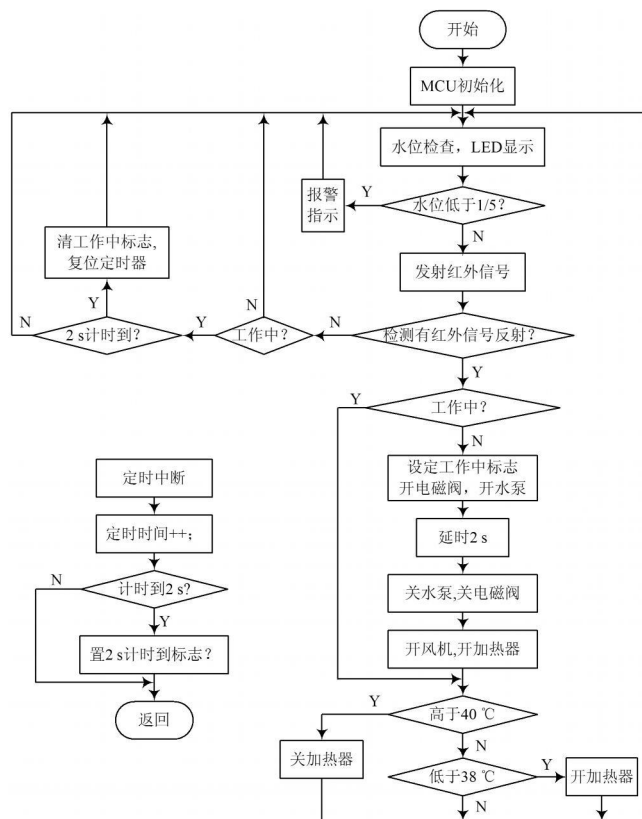 开始
MCU初始化
水位检查，LED显示
水位低于1/5？
Y
报警
指示
N
发射红外信号
检测有红外信号反射？
N
工作中？
N
Y
2 s计时到？
N
Y
清工作中标志，
复位定时器
Y
工作中？
Y
N
设定工作中标志
开电磁阀，开水泵
延时2 s
关水泵,关电磁阀
开风机,开加热器
高于40 ℃
Y
关加热器
N
低于38 ℃
Y
开加热器
N
定时中断
定时时间++；
计时到2 s?
N
Y
置2 s计时到标志？
返回